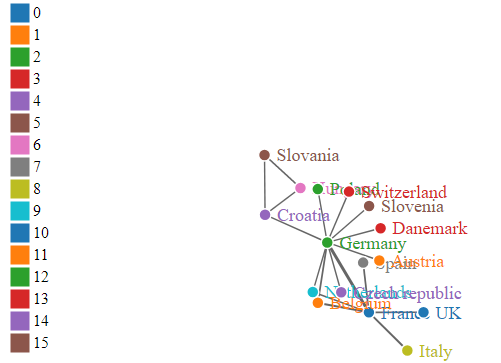 0
1
2
3
4
5
6
7
8
9
10
11
12
13
14
15
Slovania
Poland
Switzerland
Slovenia
Croatia
Danemark
Germany
Austria
Spain
Netherlands
Czech republic
Belgium
France
UK
Italy